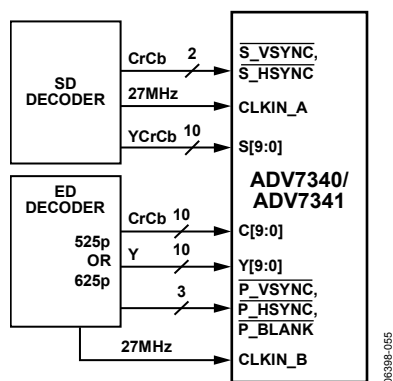 SD
DECODER
CrCb 2
27MHz
YCrCb 10
S_VSYNC,
S_HSYNC
CLKIN_A
S[9:0]
ADV7340/
ADV7341
ED
DECODER
525p
OR
625p
CrCb 10
Y 10
3
27MHz
C[9:0]
Y[9:0]
P_VSYNC,
P_HSYNC,
P_BLANK
CLKIN_B
06398-055